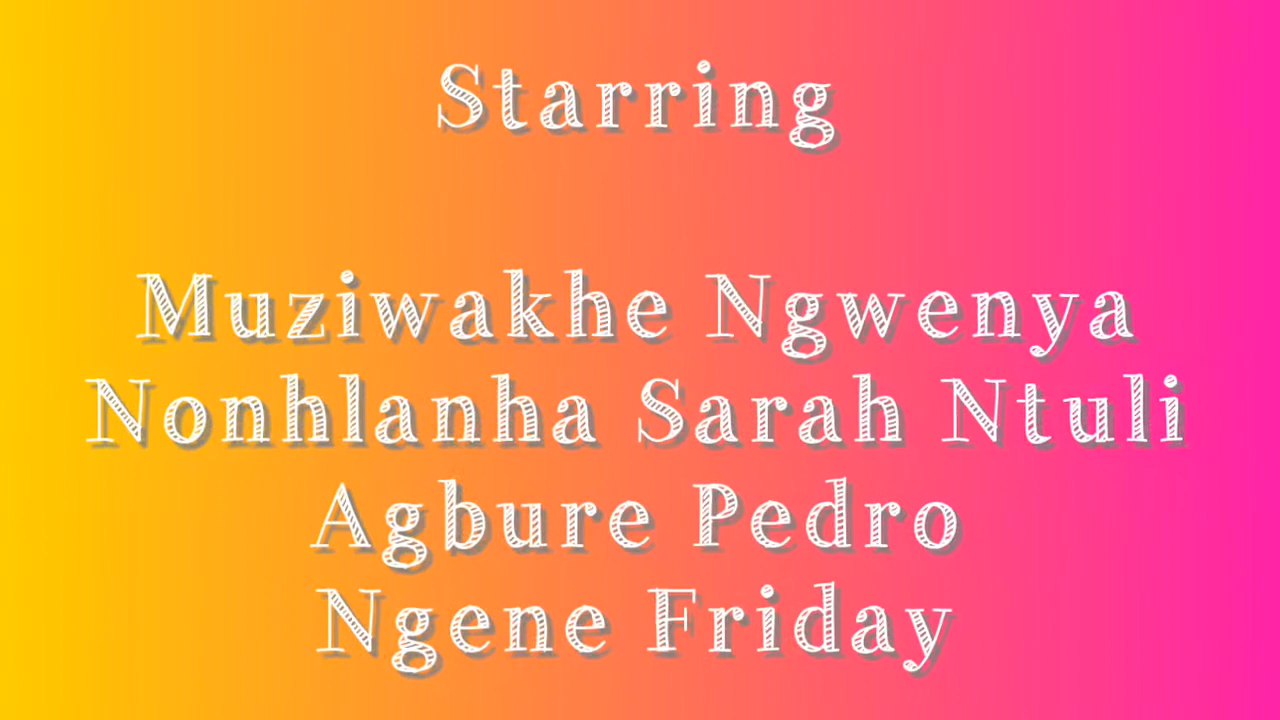 Starring
Muziwakhe Ngwenya
Nonhlanha Sarah Ntuli
Agbure Pedro
Ngene Friday